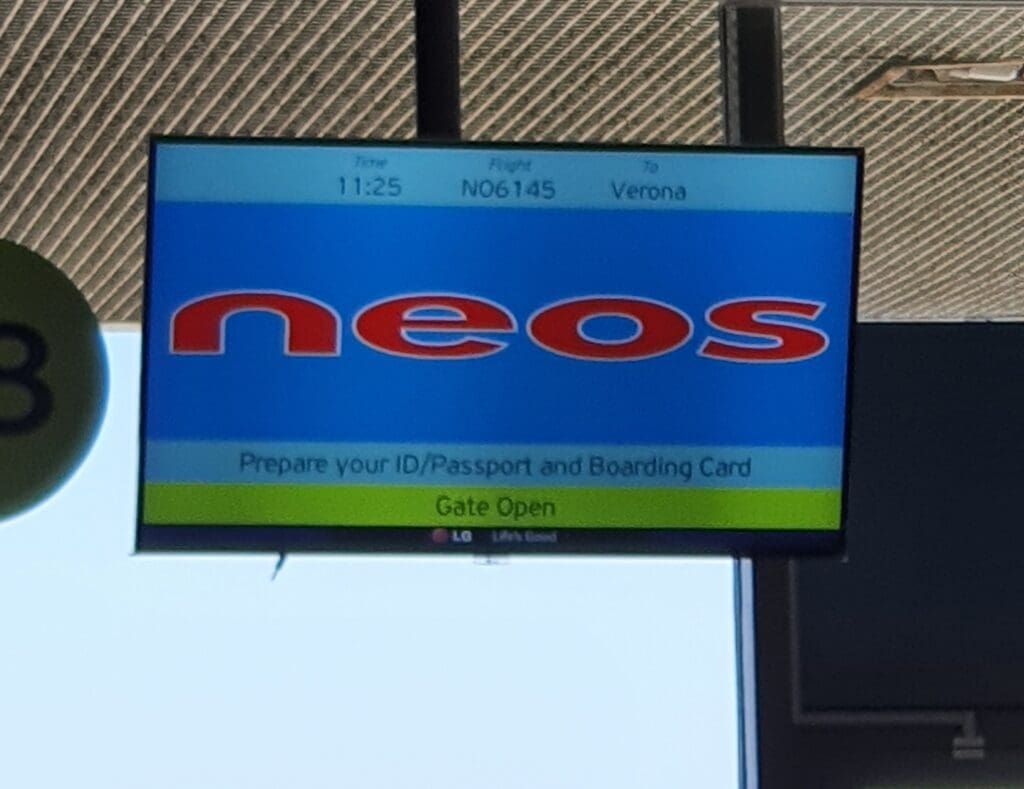 Time Flight To
11:25 NO6145 Verona
neos
Prepare your ID/Passport and Boarding Card
Gate Open
LG Life's Good
3